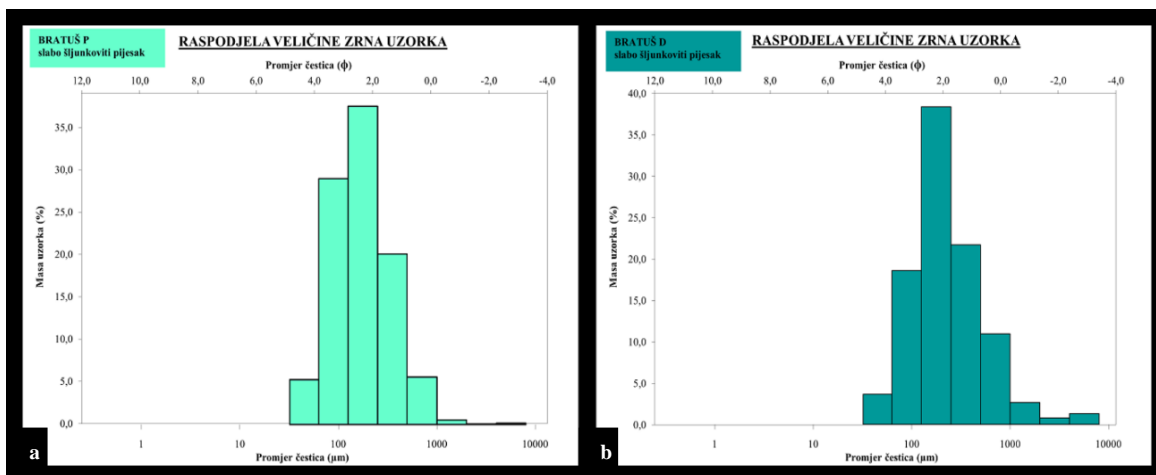 BRATUŠ P
slabo šljunkoviti pijesak
RASPODJELA VELIČINE ZRNA UZORKA
Promjer čestica (ϕ)
12,0 10,0 8,0 6,0 4,0 2,0 0,0 -2,0 -4,0
Masa uzorka (%)
35,0
30,0
25,0
20,0
15,0
10,0
5,0
0,0
1 10 100 1000 10000
Promjer čestica (µm)
a
BRATUŠ D
slabo šljunkoviti pijesak
RASPODJELA VELIČINE ZRNA UZORKA
Promjer čestica (ϕ)
12,0 10,0 8,0 6,0 4,0 2,0 0,0 -2,0 -4,0
Masa uzorka (%)
40,0
35,0
30,0
25,0
20,0
15,0
10,0
5,0
0,0
1 10 100 1000 10000
Promjer čestica (µm)
b